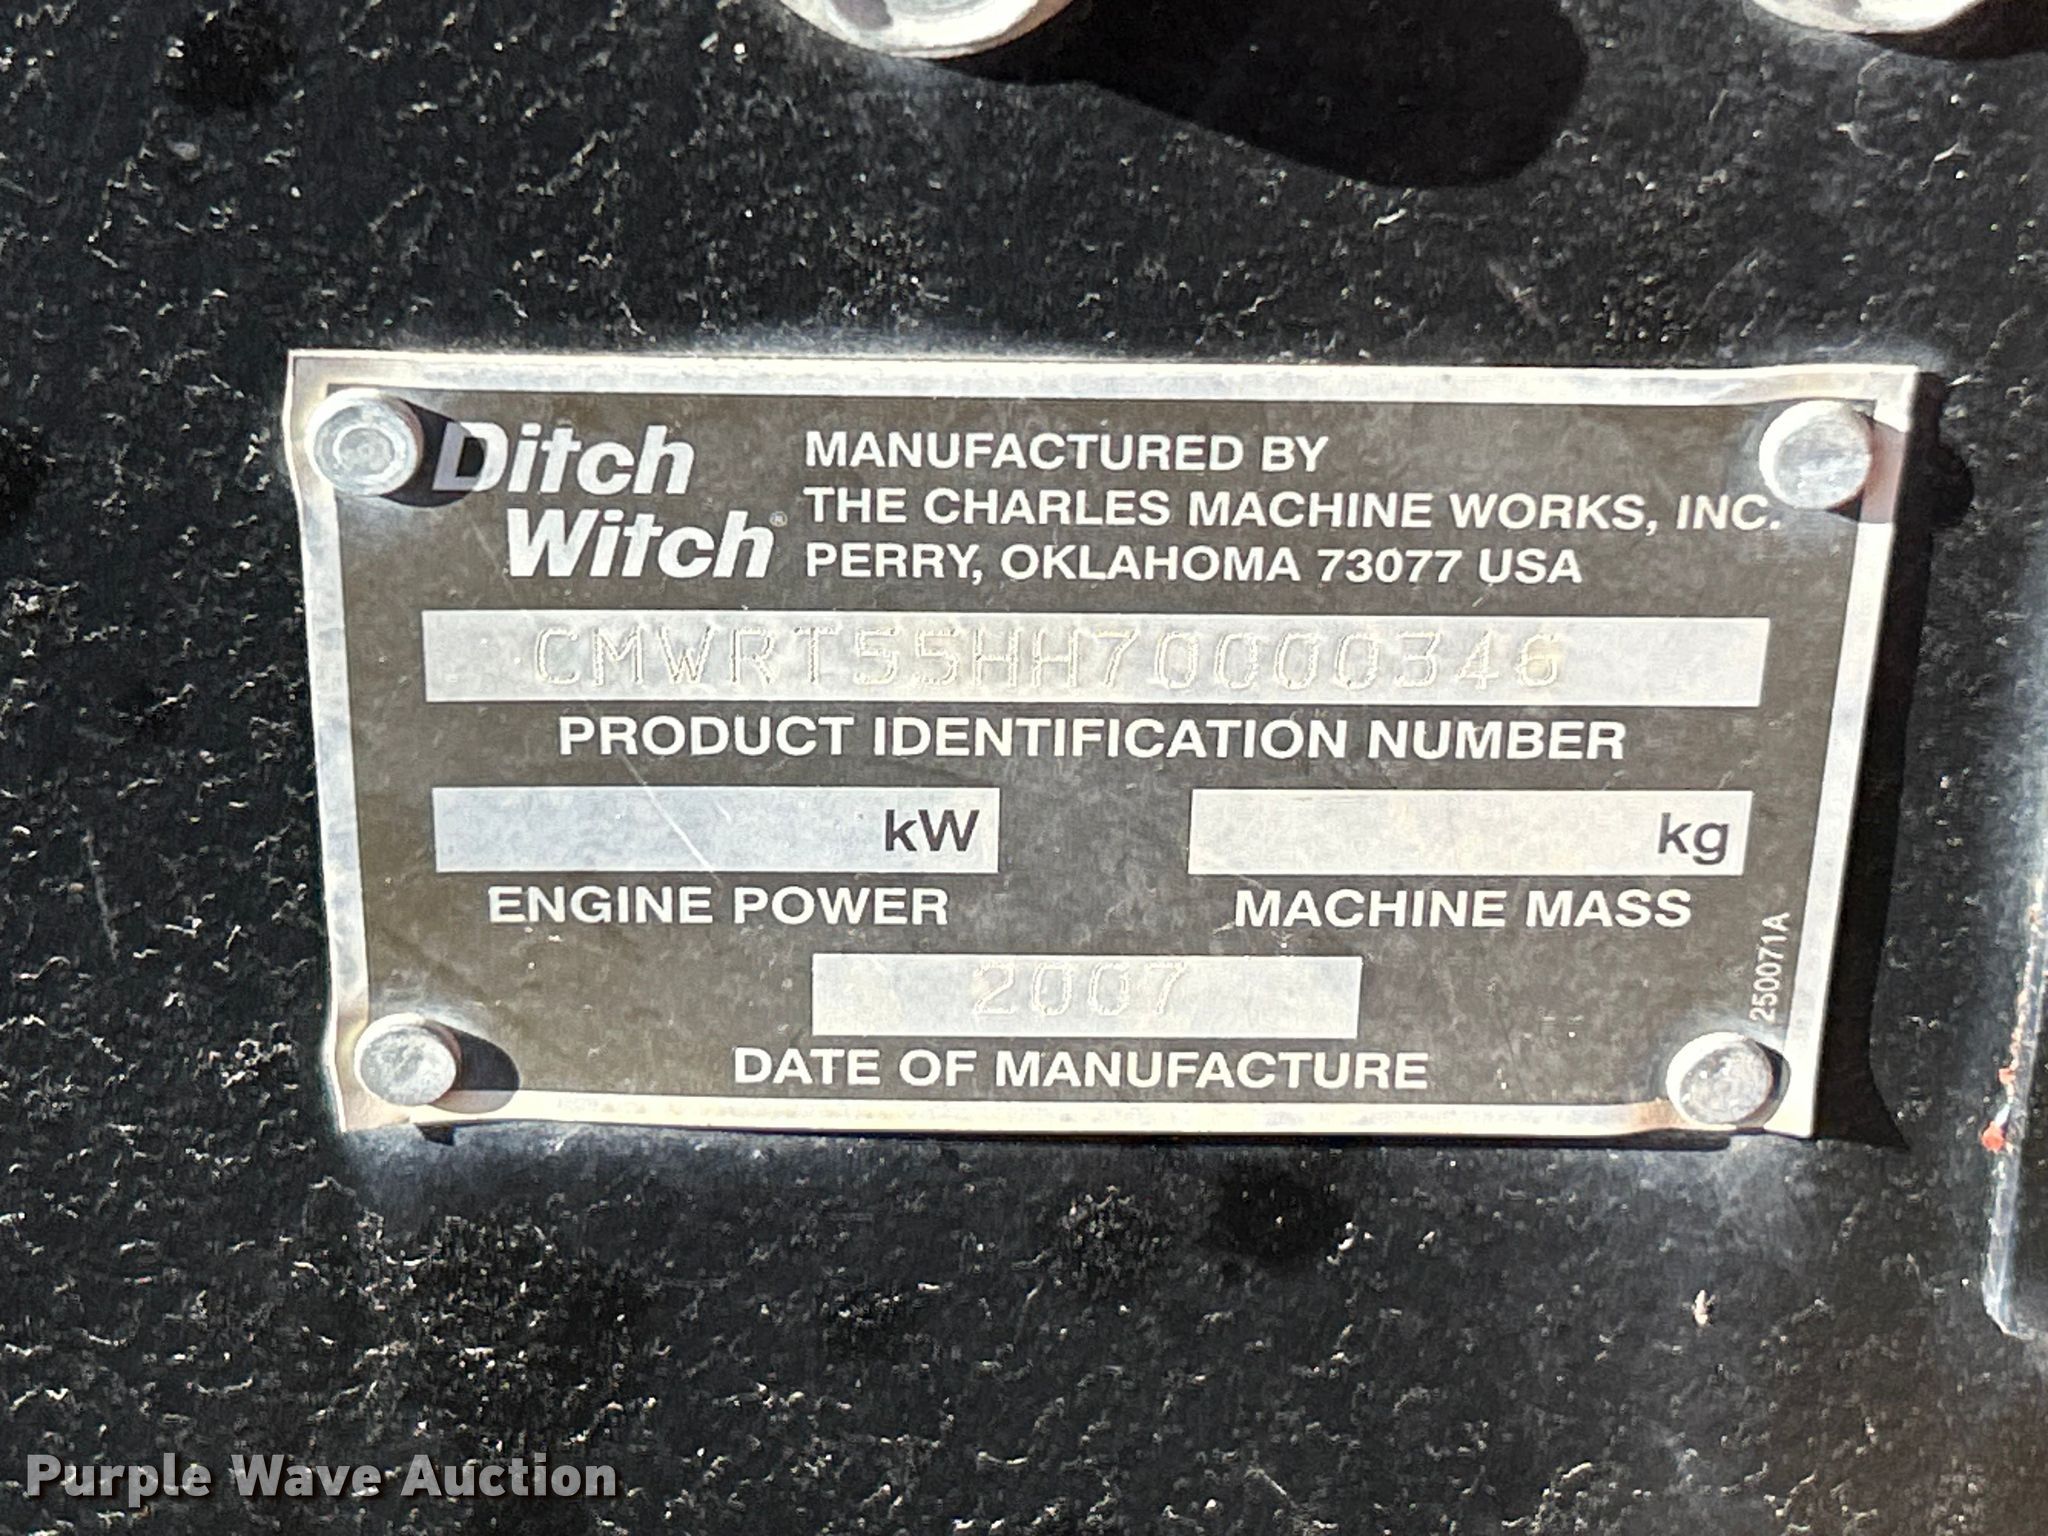 Ditch
Witch®
MANUFACTURED BY
THE CHARLES MACHINE WORKS, INC.
PERRY, OKLAHOMA 73077 USA
CMWRT55HH70000346
PRODUCT IDENTIFICATION NUMBER
kW
kg
ENGINE POWER
MACHINE MASS
2007
DATE OF MANUFACTURE
250071A
Purple Wave Auction